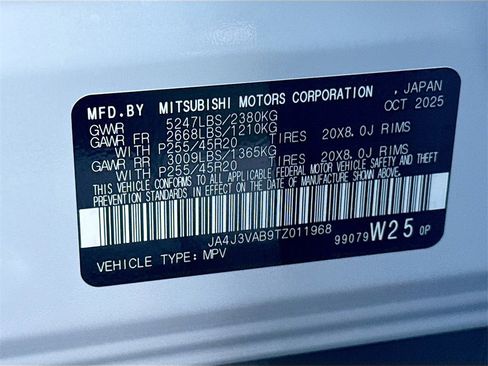 MFD.BY MITSUBISHI MOTORS CORPORATION , JAPAN
GVWR 5247LBS/2380KG OCT 2025
GAWR FR 2668LBS/1210KG
WITH P255/45R20 TIRES 20X8.0J RIMS
GAWR RR 3009LBS/1365KG
WITH P255/45R20 TIRES 20X8.0J RIMS
THIS VEHICLE CONFORMS TO ALL APPLICABLE FEDERAL MOTOR VEHICLE SAFETY AND THEFT
PREVENTION STANDARDS IN EFFECT ON THE DATE OF MANUFACTURE SHOWN ABOVE.
JA4J3VAB9TZ011968
99079 W25 0P
VEHICLE TYPE: MPV